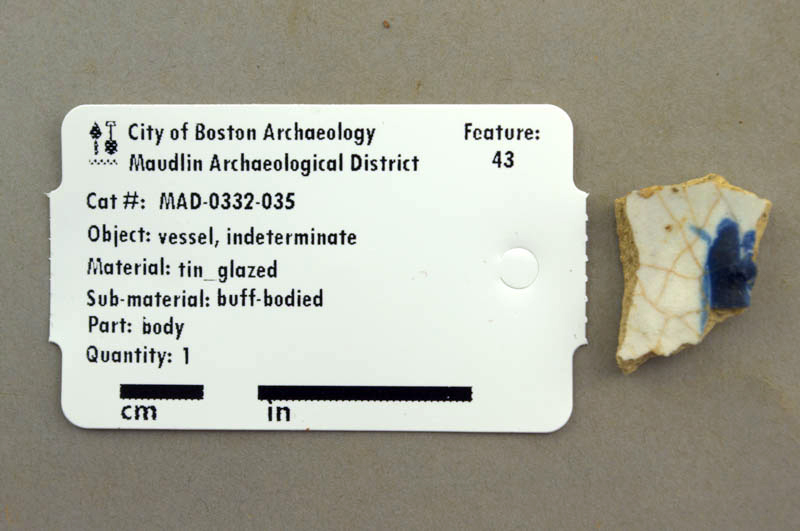 City of Boston Archaeology
Maudlin Archaeological District
Feature:
43
Cat #: MAD-0332-035
Object: vessel, indeterminate
Material: tin_glazed
Sub-material: buff-bodied
Part: body
Quantity: 1
cm in